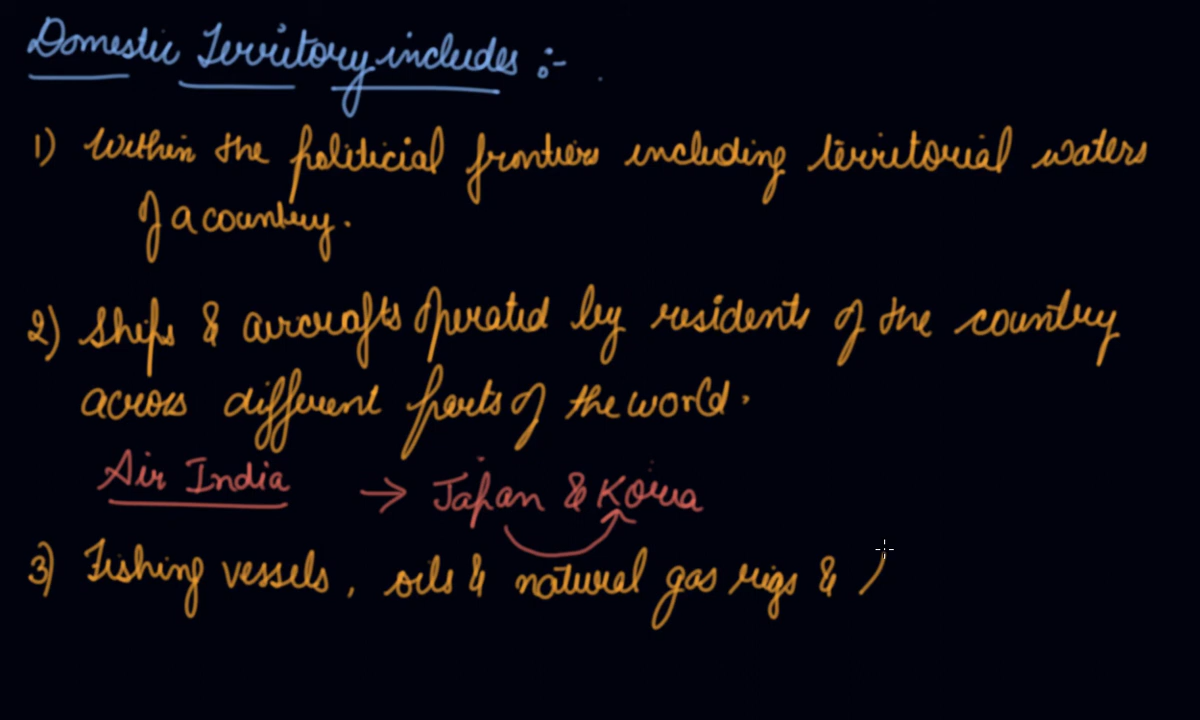 Domestic Territory includes :-
1) Within the politicial frontiers including territorial waters
of a country.
2) Ships & aircrafts operated by residents of the country
across different parts of the world.
Air India → Japan & Korea
3) Fishing vessels, oils & natural gas rigs &